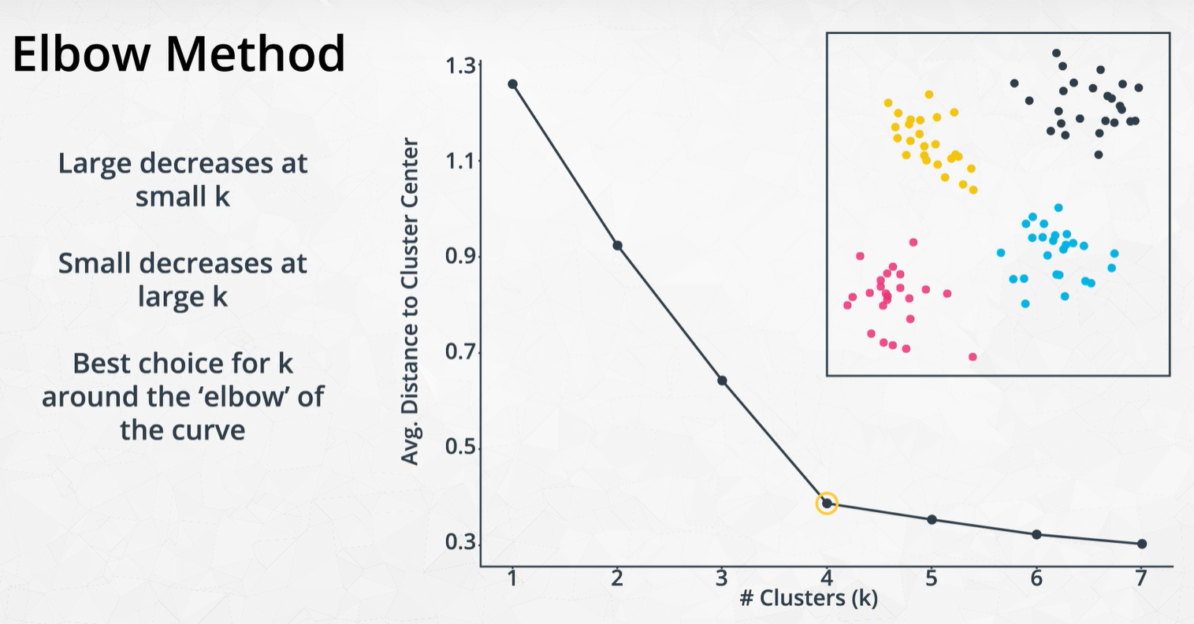 Elbow Method
Large decreases at
small k
Small decreases at
large k
Best choice for k
around the ‘elbow’ of
the curve
Avg. Distance to Cluster Center
1.3
1.1
0.9
0.7
0.5
0.3
1 2 3 4 5 6 7
# Clusters (k)